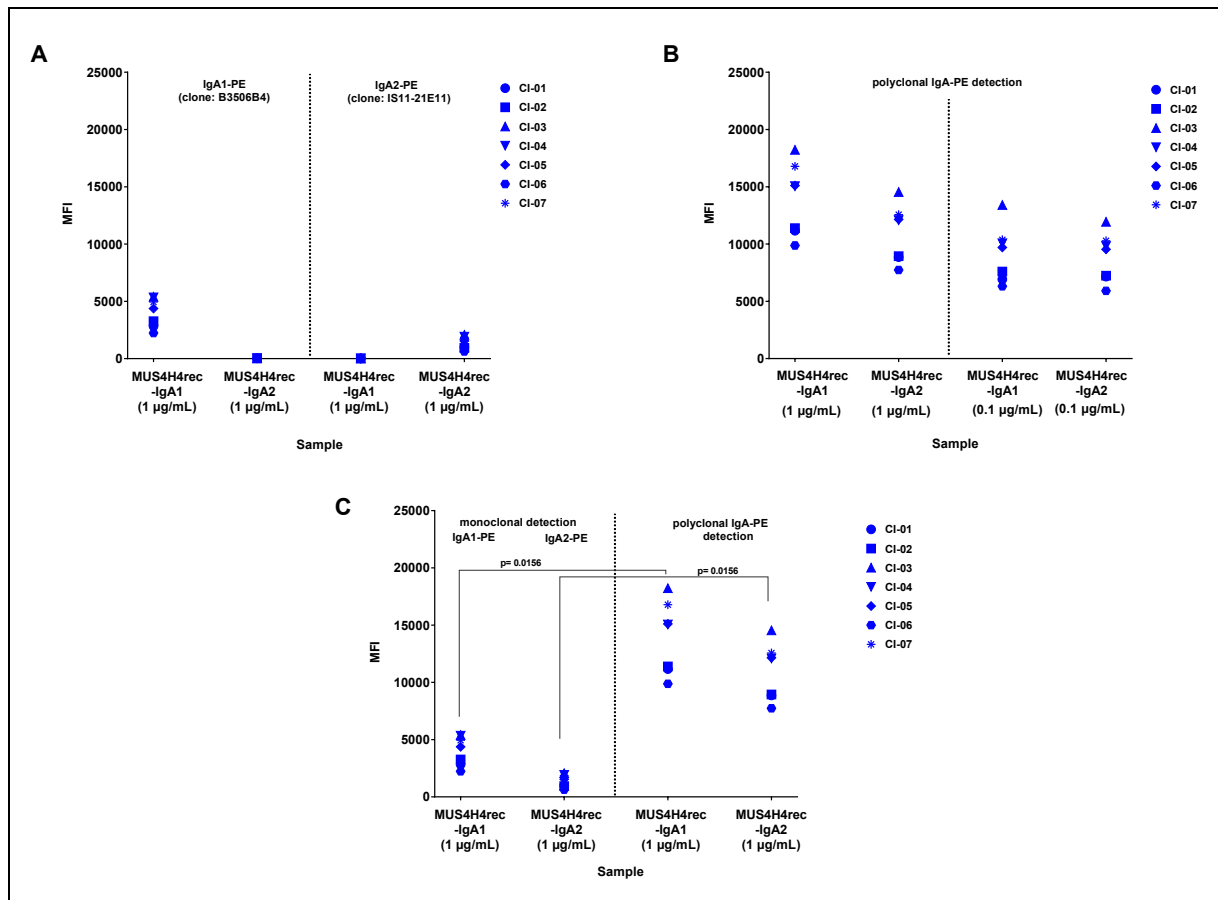 A
25000
20000
15000
10000
5000
0
MFI
IgA1-PE
(clone: B3506B4)
IgA2-PE
(clone: IS11-21E11)
CI-01
CI-02
CI-03
CI-04
CI-05
CI-06
CI-07
MUS4H4rec
-IgA1
(1 µg/mL)
MUS4H4rec
-IgA2
(1 µg/mL)
MUS4H4rec
-IgA1
(1 µg/mL)
MUS4H4rec
-IgA2
(1 µg/mL)
Sample
B
25000
20000
15000
10000
5000
0
MFI
polyclonal IgA-PE detection
CI-01
CI-02
CI-03
CI-04
CI-05
CI-06
CI-07
MUS4H4rec
-IgA1
(1 µg/mL)
MUS4H4rec
-IgA2
(1 µg/mL)
MUS4H4rec
-IgA1
(0.1 µg/mL)
MUS4H4rec
-IgA2
(0.1 µg/mL)
Sample
C
25000
20000
15000
10000
5000
0
MFI
monoclonal detection
IgA1-PE
IgA2-PE
polyclonal IgA-PE
detection
p= 0.0156
p= 0.0156
CI-01
CI-02
CI-03
CI-04
CI-05
CI-06
CI-07
MUS4H4rec
-IgA1
(1 µg/mL)
MUS4H4rec
-IgA2
(1 µg/mL)
MUS4H4rec
-IgA1
(1 µg/mL)
MUS4H4rec
-IgA2
(1 µg/mL)
Sample